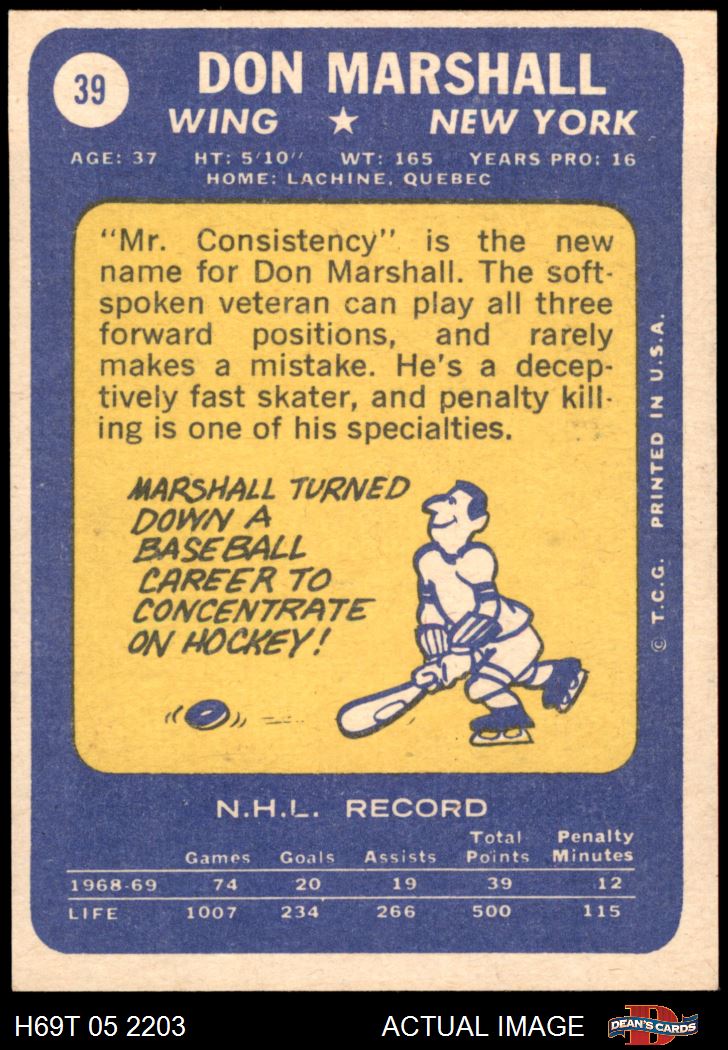 39
DON MARSHALL
WING ★ NEW YORK
AGE: 37 HT: 5'10" WT: 165 YEARS PRO: 16
HOME: LACHINE, QUEBEC
"Mr. Consistency" is the new
name for Don Marshall. The soft-
spoken veteran can play all three
forward positions, and rarely
makes a mistake. He's a decep-
tively fast skater, and penalty kill-
ing is one of his specialties.
MARSHALL TURNED
DOWN A
BASEBALL
CAREER TO
CONCENTRATE
ON HOCKEY!
© T.C.G. PRINTED IN U.S.A.
N.H.L. RECORD
Games Goals Assists Total Points Penalty Minutes
1968-69 74 20 19 39 12
LIFE 1007 234 266 500 115
H69T 05 2203 ACTUAL IMAGE D DEAN'S CARDS